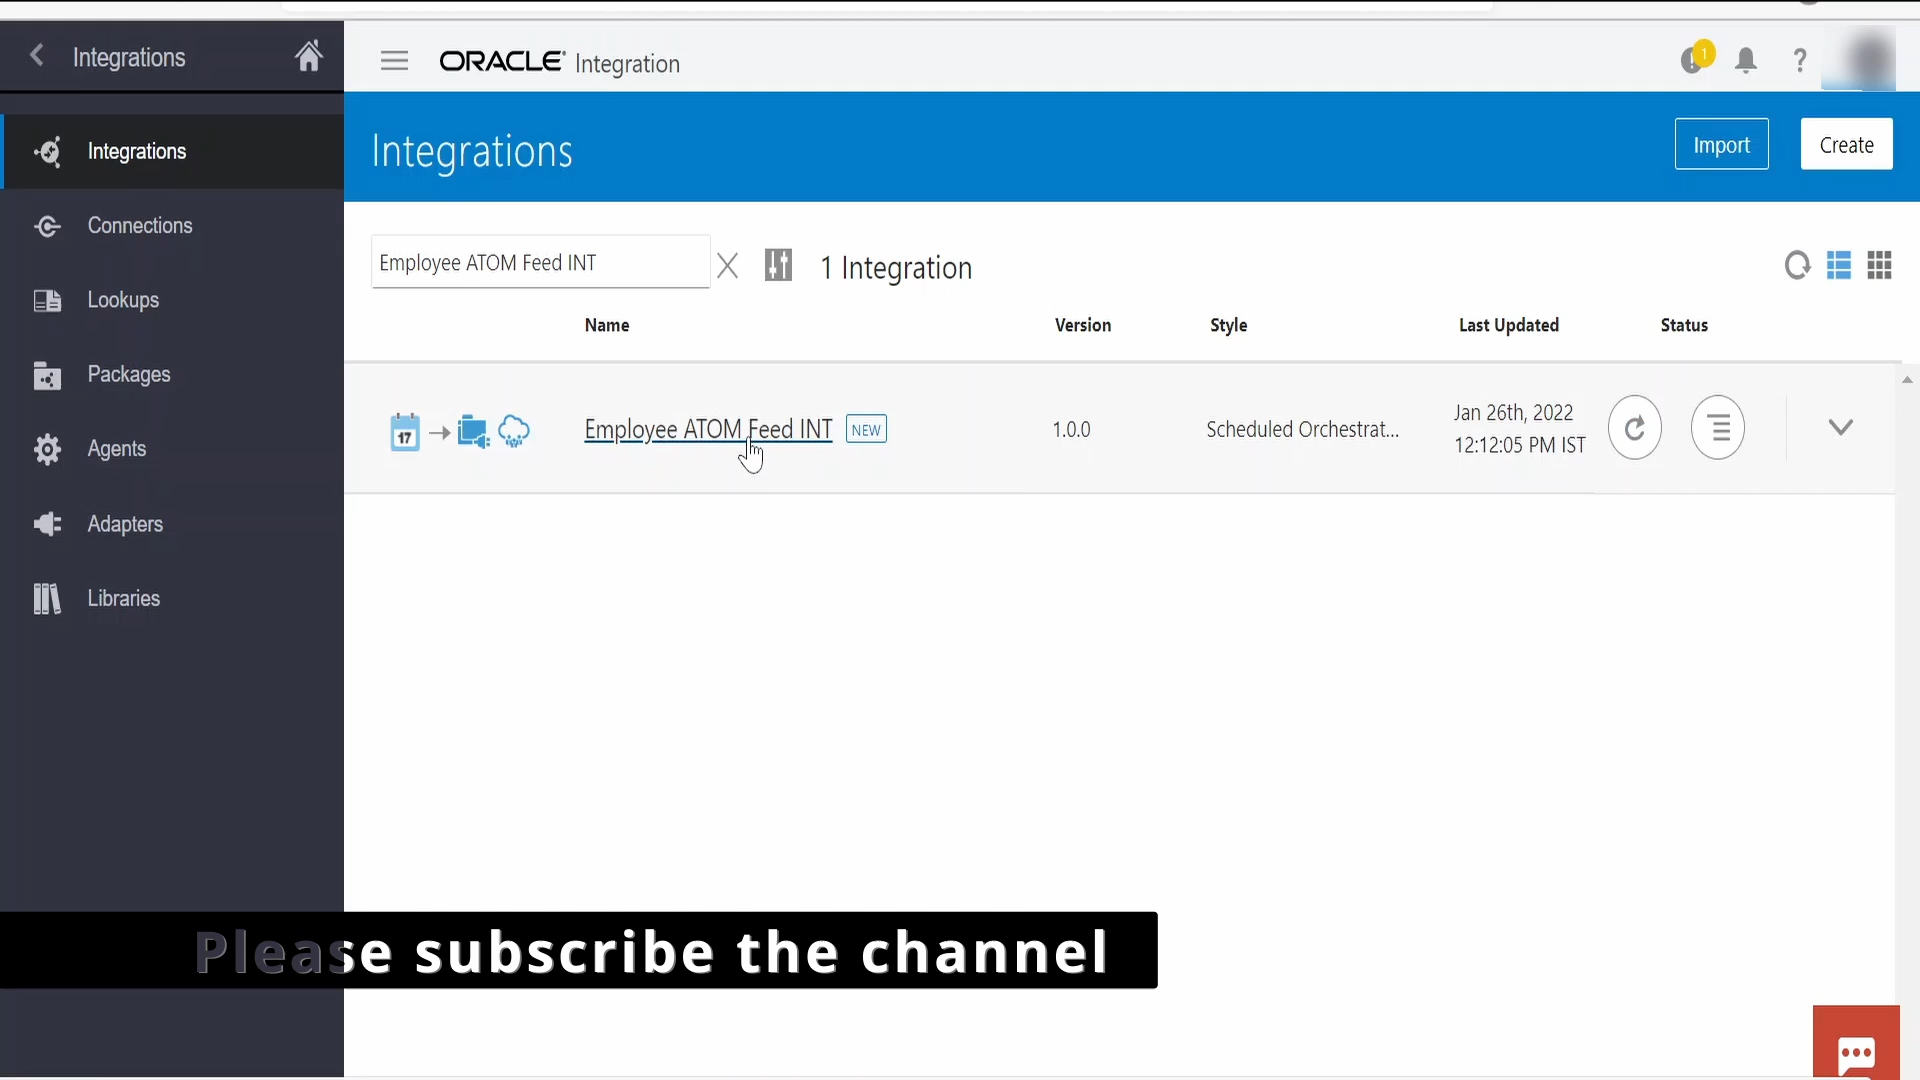 Integrations
ORACLE Integration
1
?
Integrations
Import
Create
Integrations
Connections
Lookups
Packages
Agents
Adapters
Libraries
Employee ATOM Feed INT
1 Integration
Name Version Style Last Updated Status
17
Employee ATOM Feed INT NEW 1.0.0 Scheduled Orchestrat... Jan 26th, 2022
12:12:05 PM IST
Please subscribe the channel